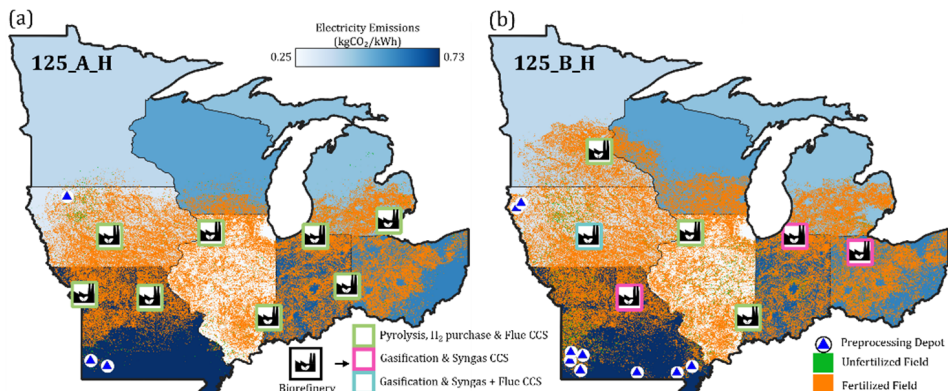 (a)
125_A_H
Electricity Emissions
(kgCO₂/kWh)
0.25
0.73
(b)
125_B_H
Biorefinery
Pyrolysis, H₂ purchase & Flue CCS
Gasification & Syngas CCS
Gasification & Syngas + Flue CCS
Preprocessing Depot
Unfertilized Field
Fertilized Field